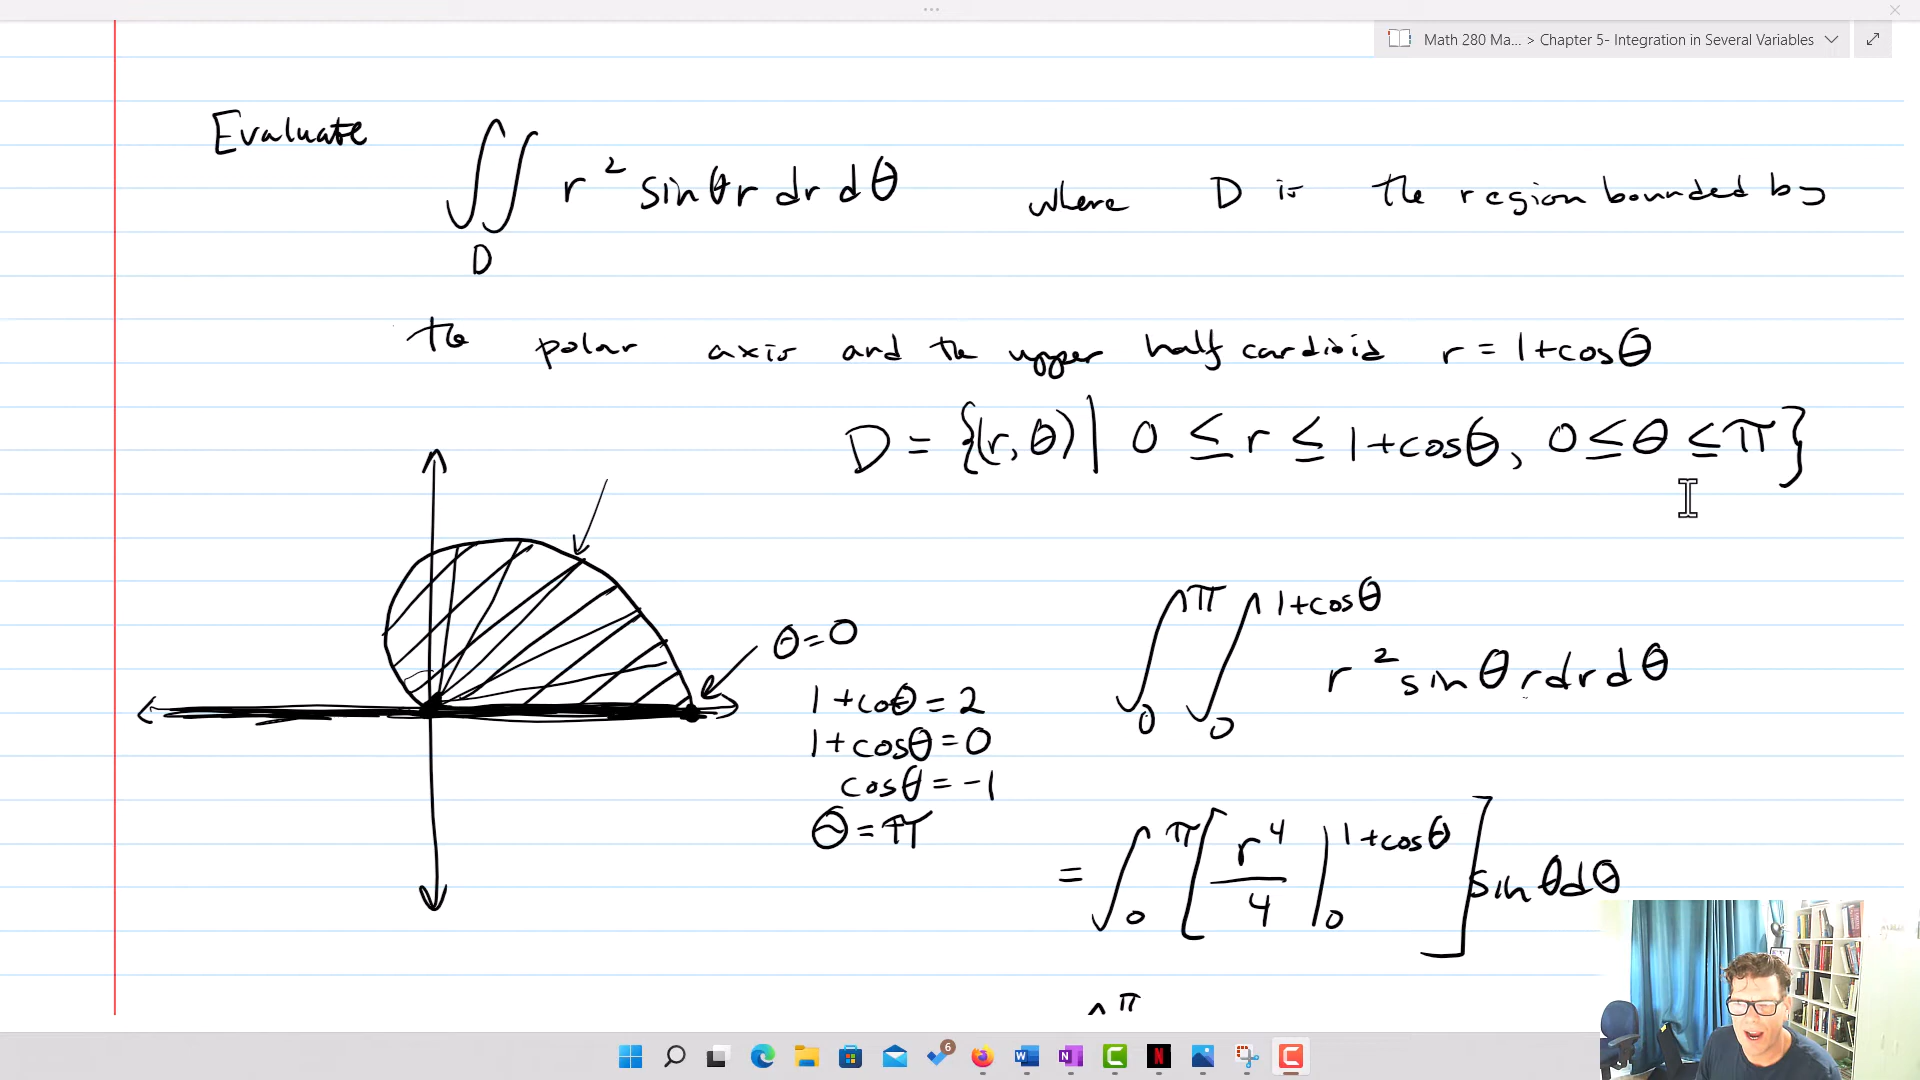 Math 280 Ma... > Chapter 5- Integration in Several Variables
Evaluate ∬_D r² sinθ r dr dθ where D is the region bounded by
the polar axis and the upper half cardioid r = 1+cosθ
D = {(r, θ) | 0 ≤ r ≤ 1+cosθ, 0 ≤ θ ≤ π}
θ=0
1+cosθ = 2
1+cosθ = 0
cosθ = -1
θ = π
∫_0^π ∫_0^{1+cosθ} r² sinθ r dr dθ
= ∫_0^π [ r⁴/4 |_0^{1+cosθ} ] sinθ dθ
π
6